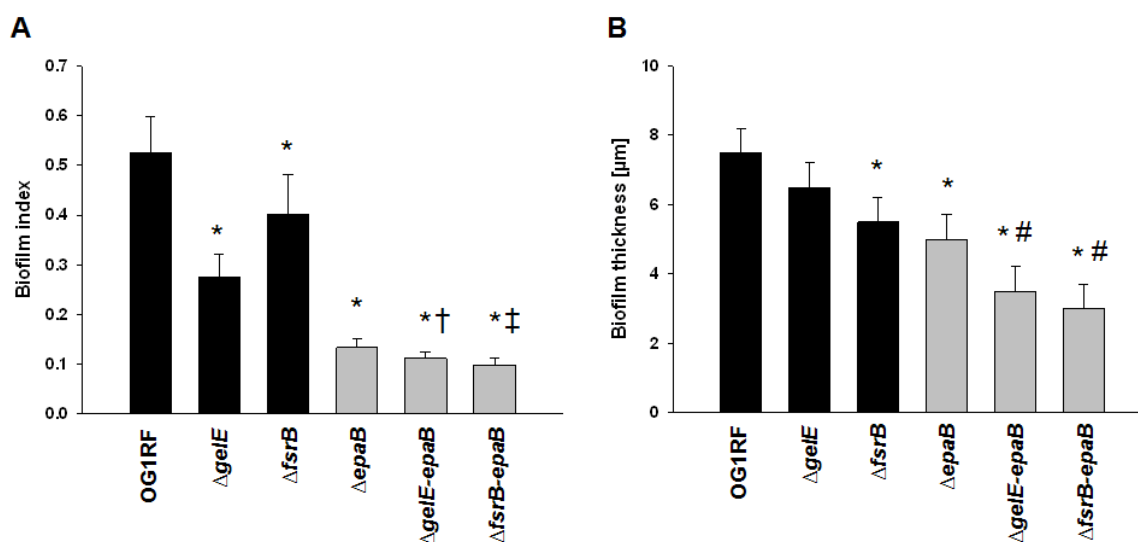 A
Biofilm index
0.7
0.6
0.5
0.4
0.3
0.2
0.1
0.0
*
*
*
*†
*‡
OG1RF
ΔgelE
ΔfsrB
ΔepaB
ΔgelE-epaB
ΔfsrB-epaB
B
Biofilm thickness [µm]
10
8
6
4
2
0
*
*
*#
*#
OG1RF
ΔgelE
ΔfsrB
ΔepaB
ΔgelE-epaB
ΔfsrB-epaB